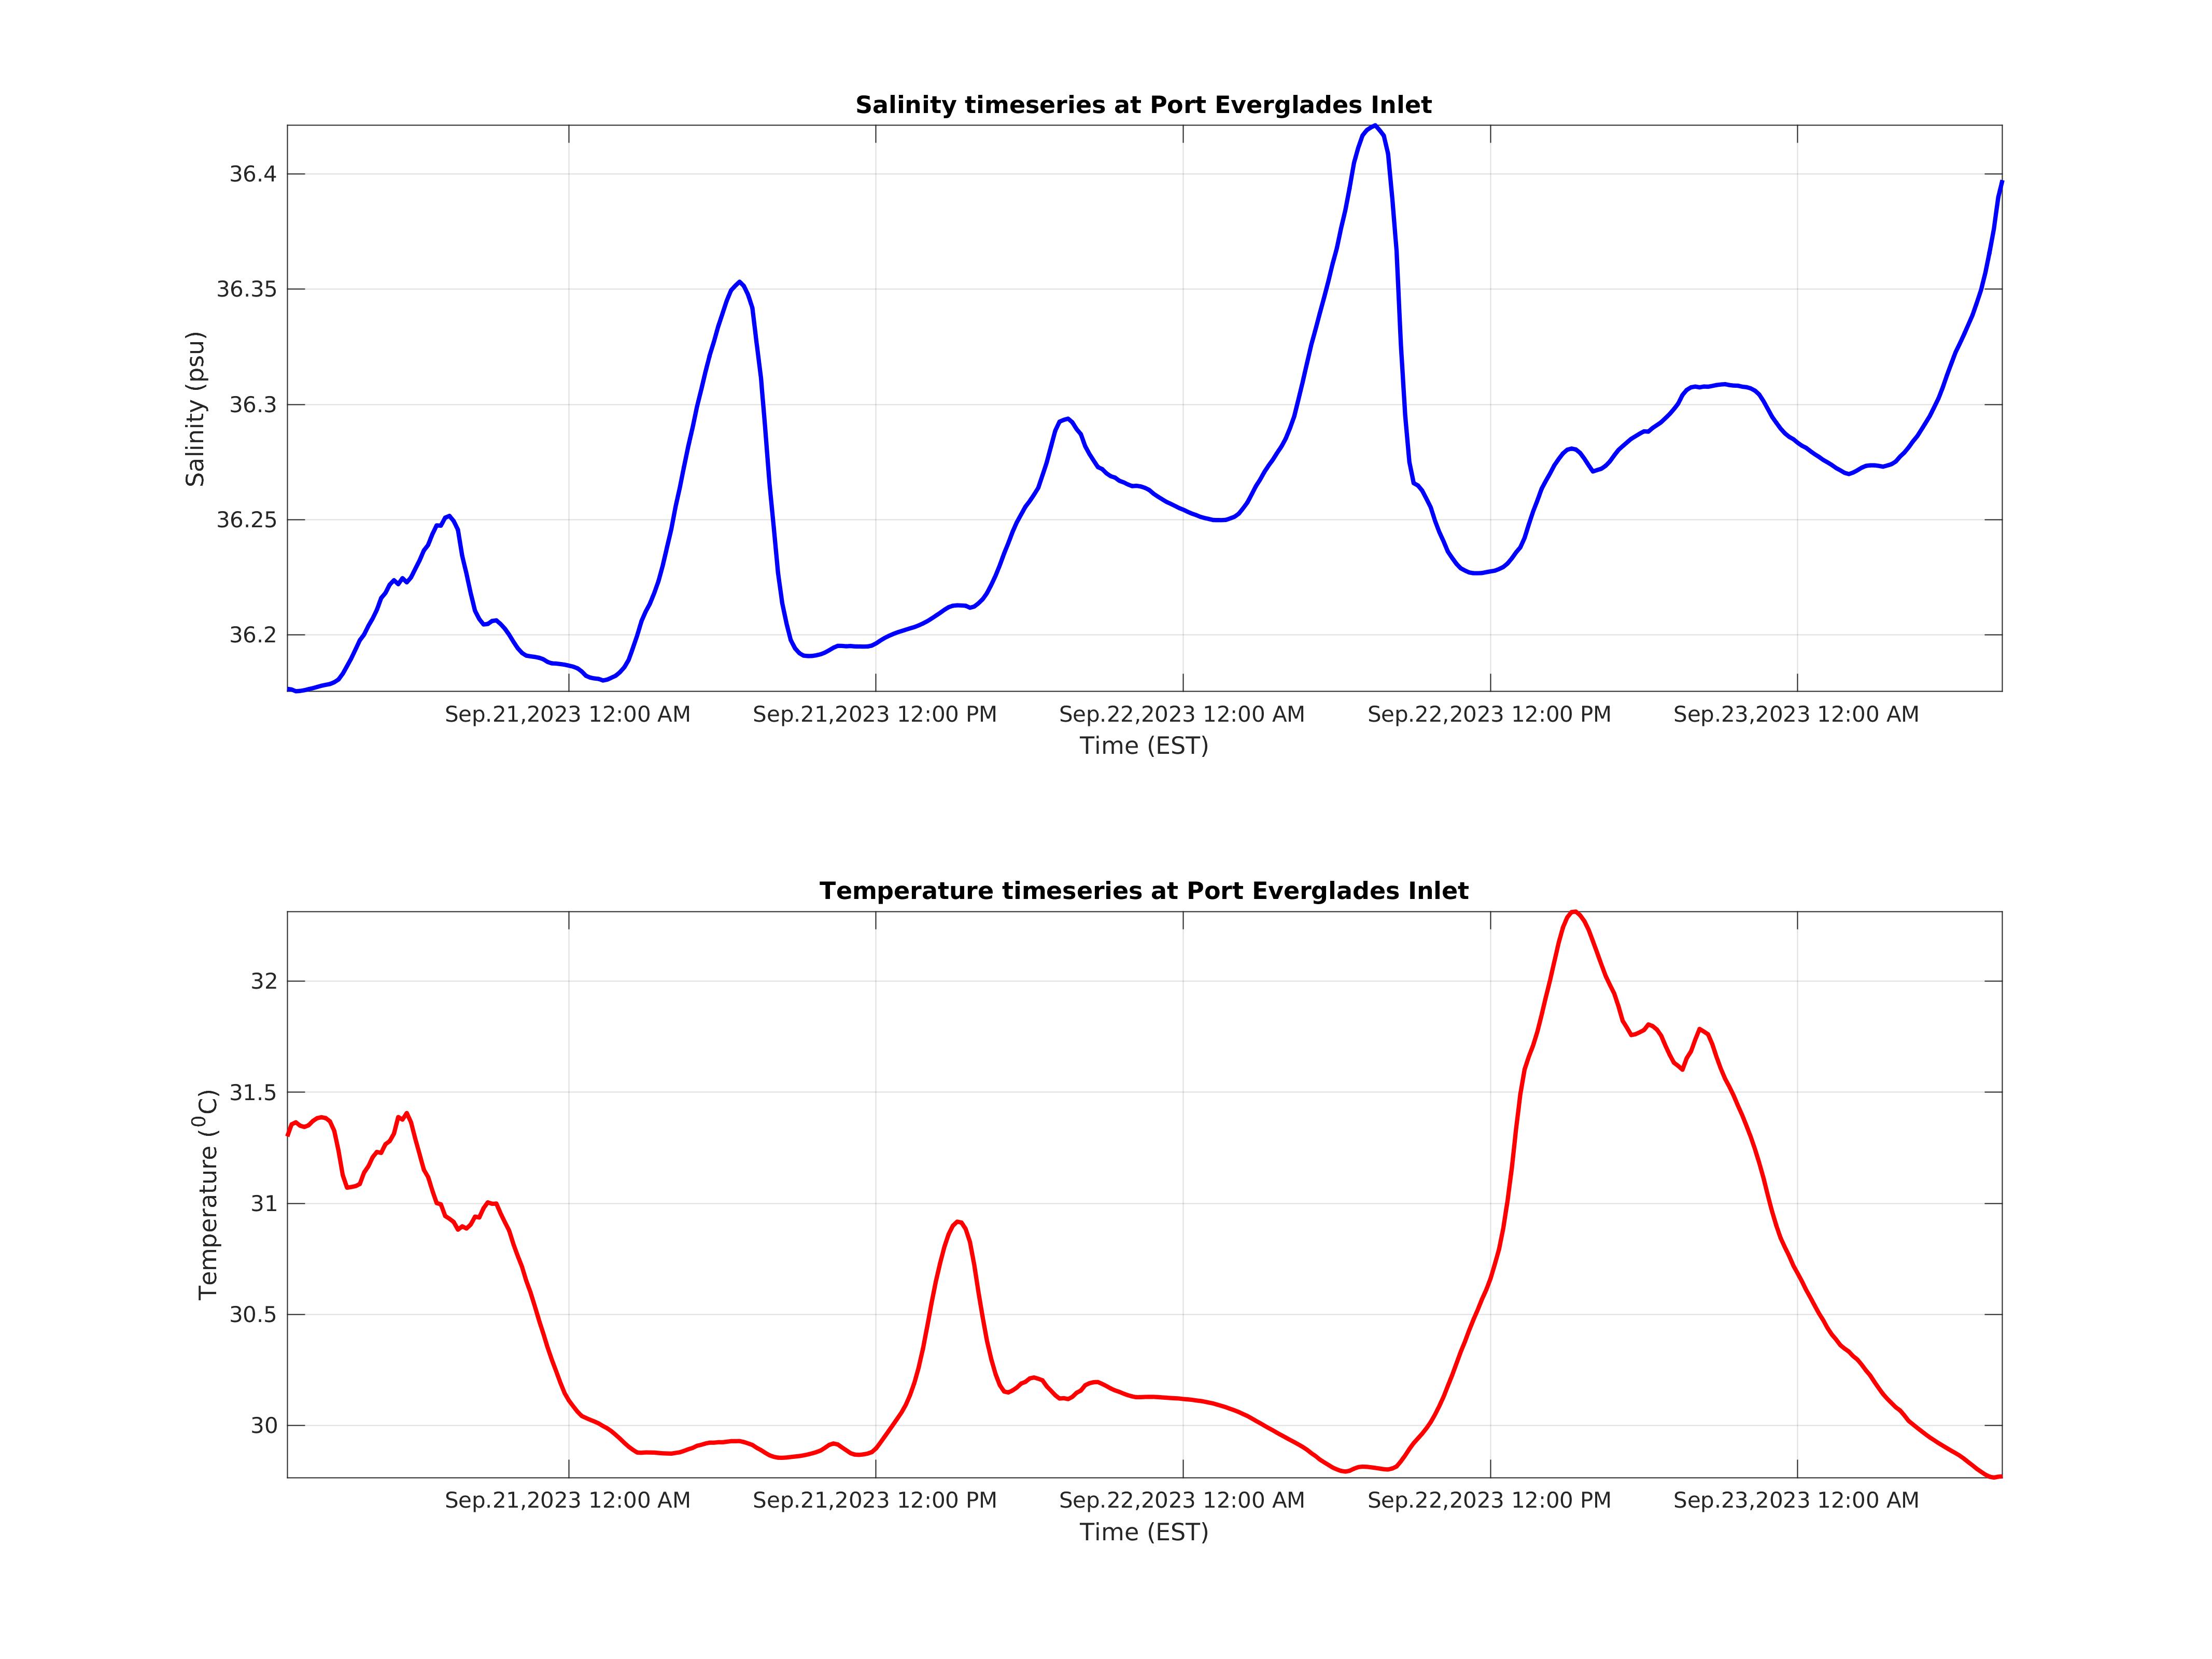 Salinity timeseries at Port Everglades Inlet
36.4
36.35
36.3
36.25
36.2
Salinity (psu)
Sep.21,2023 12:00 AM Sep.21,2023 12:00 PM Sep.22,2023 12:00 AM Sep.22,2023 12:00 PM Sep.23,2023 12:00 AM
Time (EST)
Temperature timeseries at Port Everglades Inlet
32
31.5
31
30.5
30
Temperature (⁰C)
Sep.21,2023 12:00 AM Sep.21,2023 12:00 PM Sep.22,2023 12:00 AM Sep.22,2023 12:00 PM Sep.23,2023 12:00 AM
Time (EST)